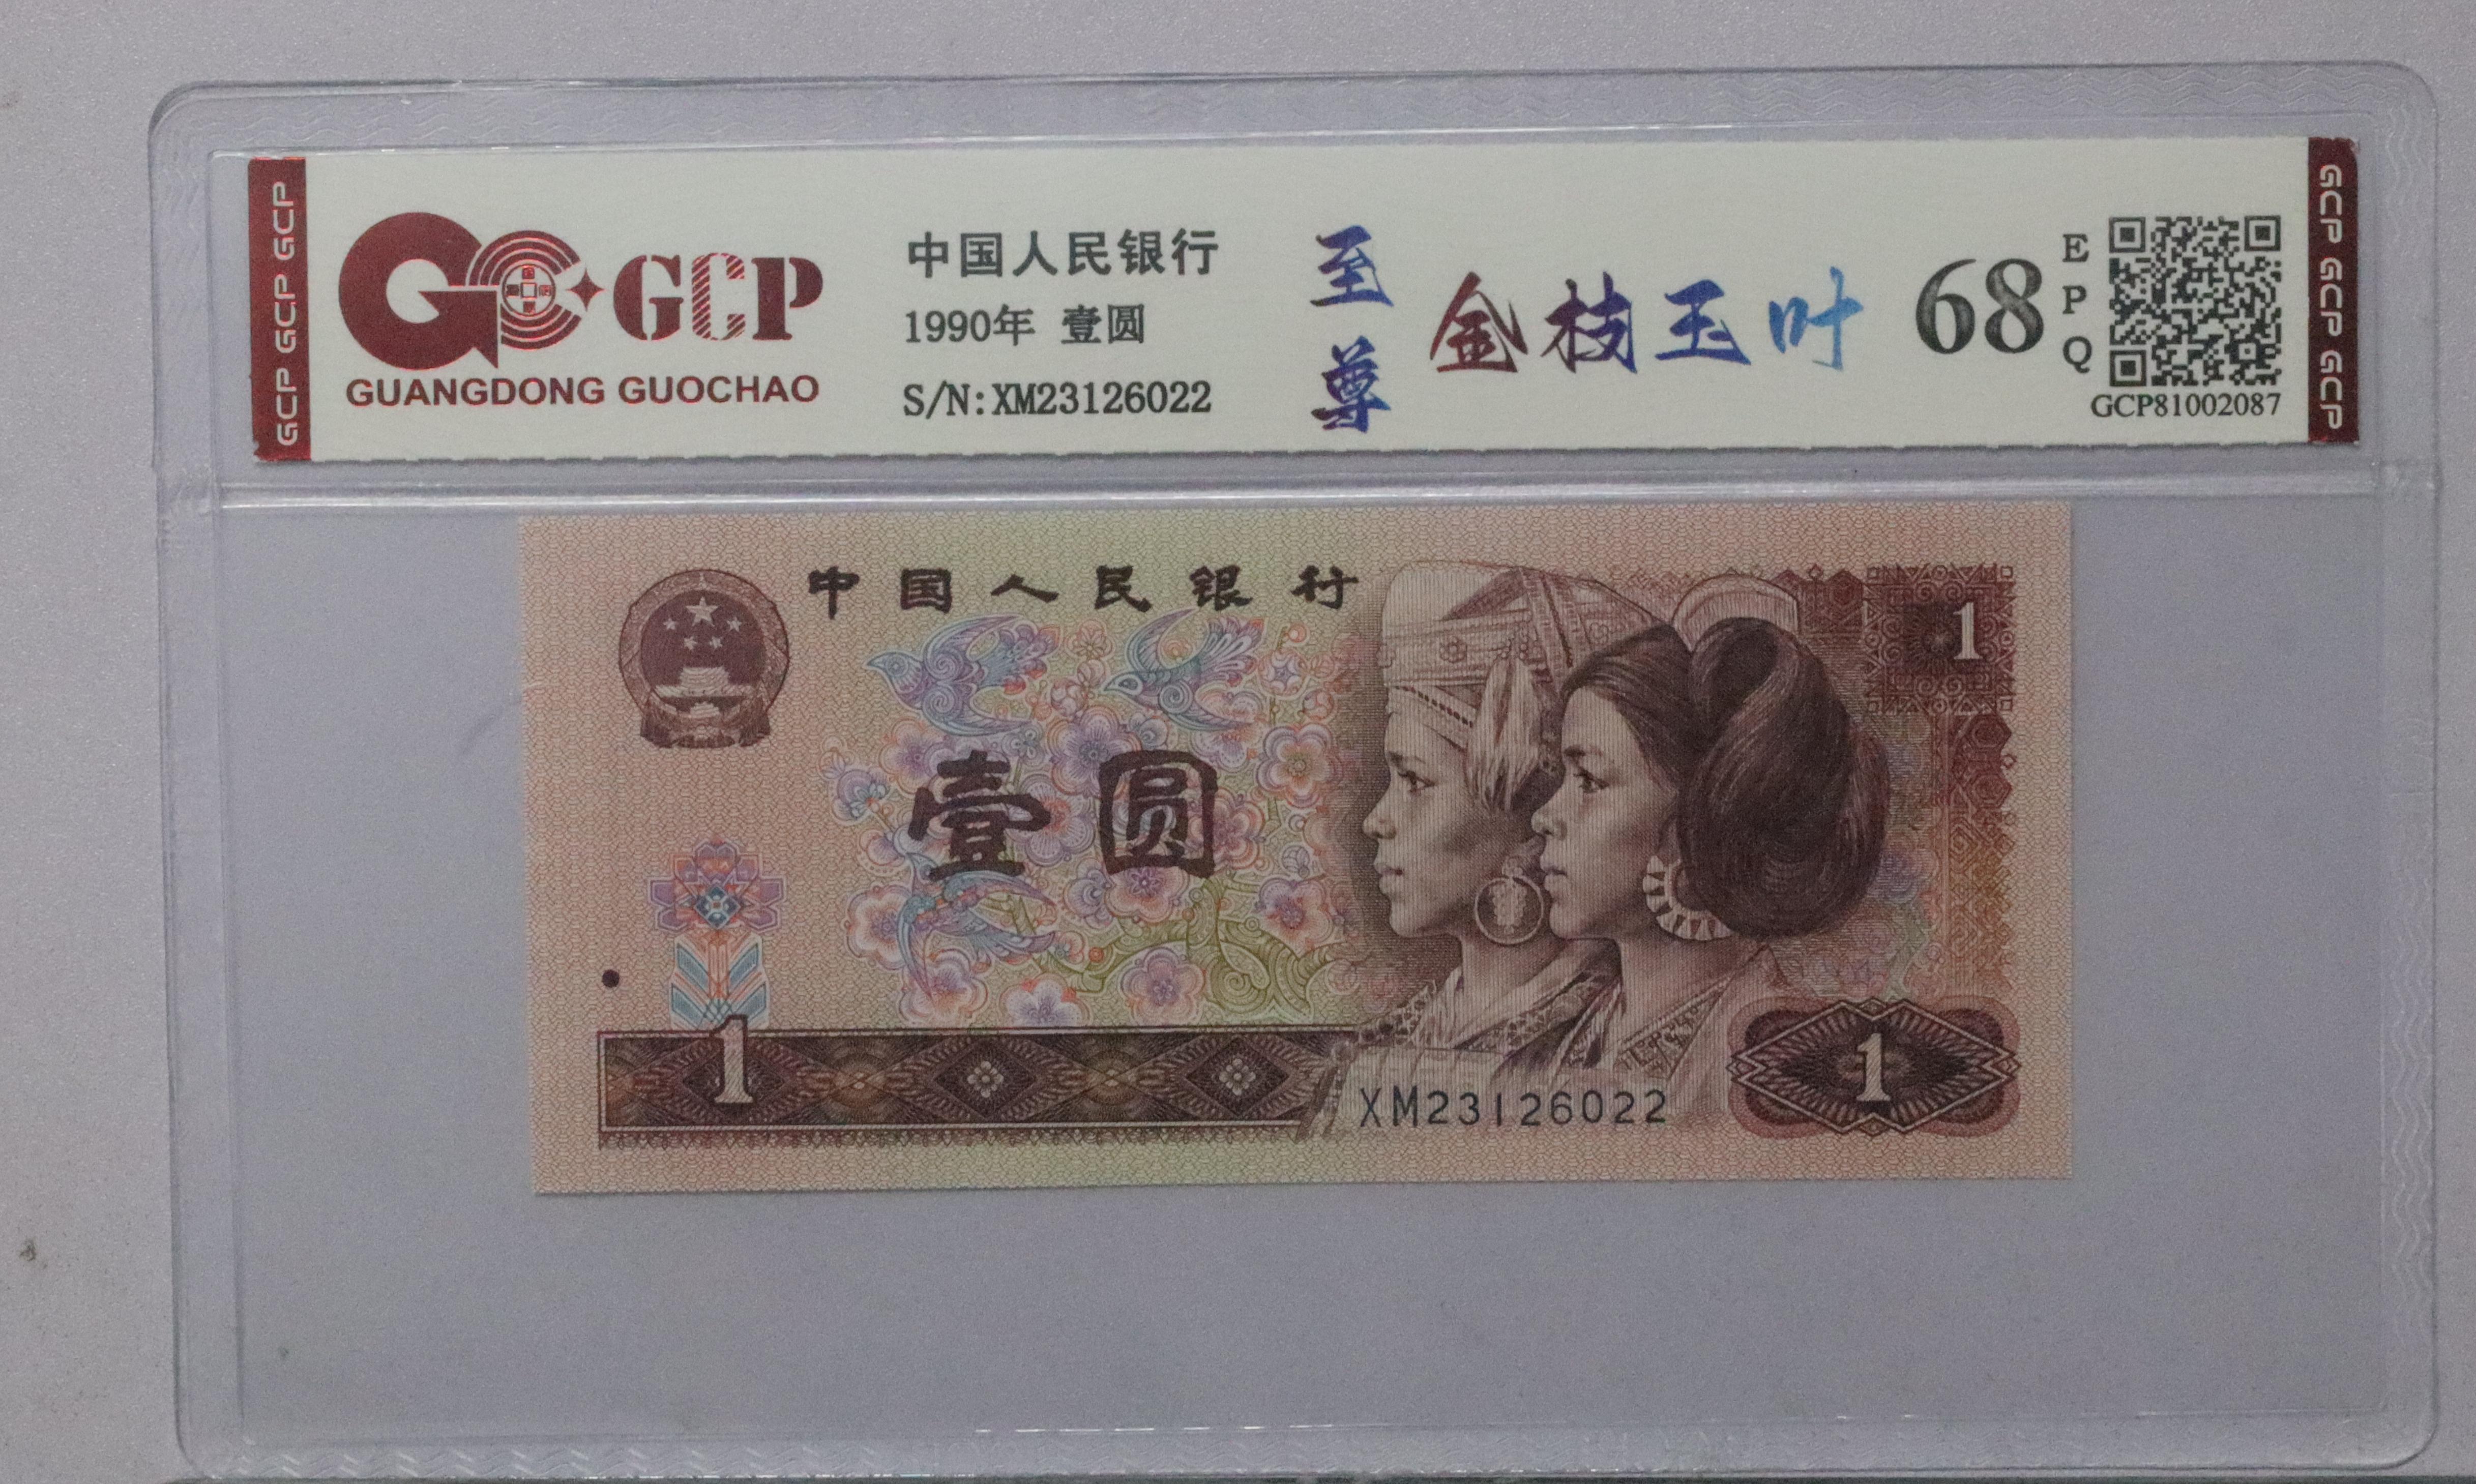 GCP GCP GCP
GCP
GUANGDONG GUOCHAO
中国人民银行
1990年 壹圆
S/N:XM23126022
至尊
金枝玉叶
68
EPQ
GCP81002087
GCP GCP GCP
中国人民银行
壹圆
1
1
1
XM23126022